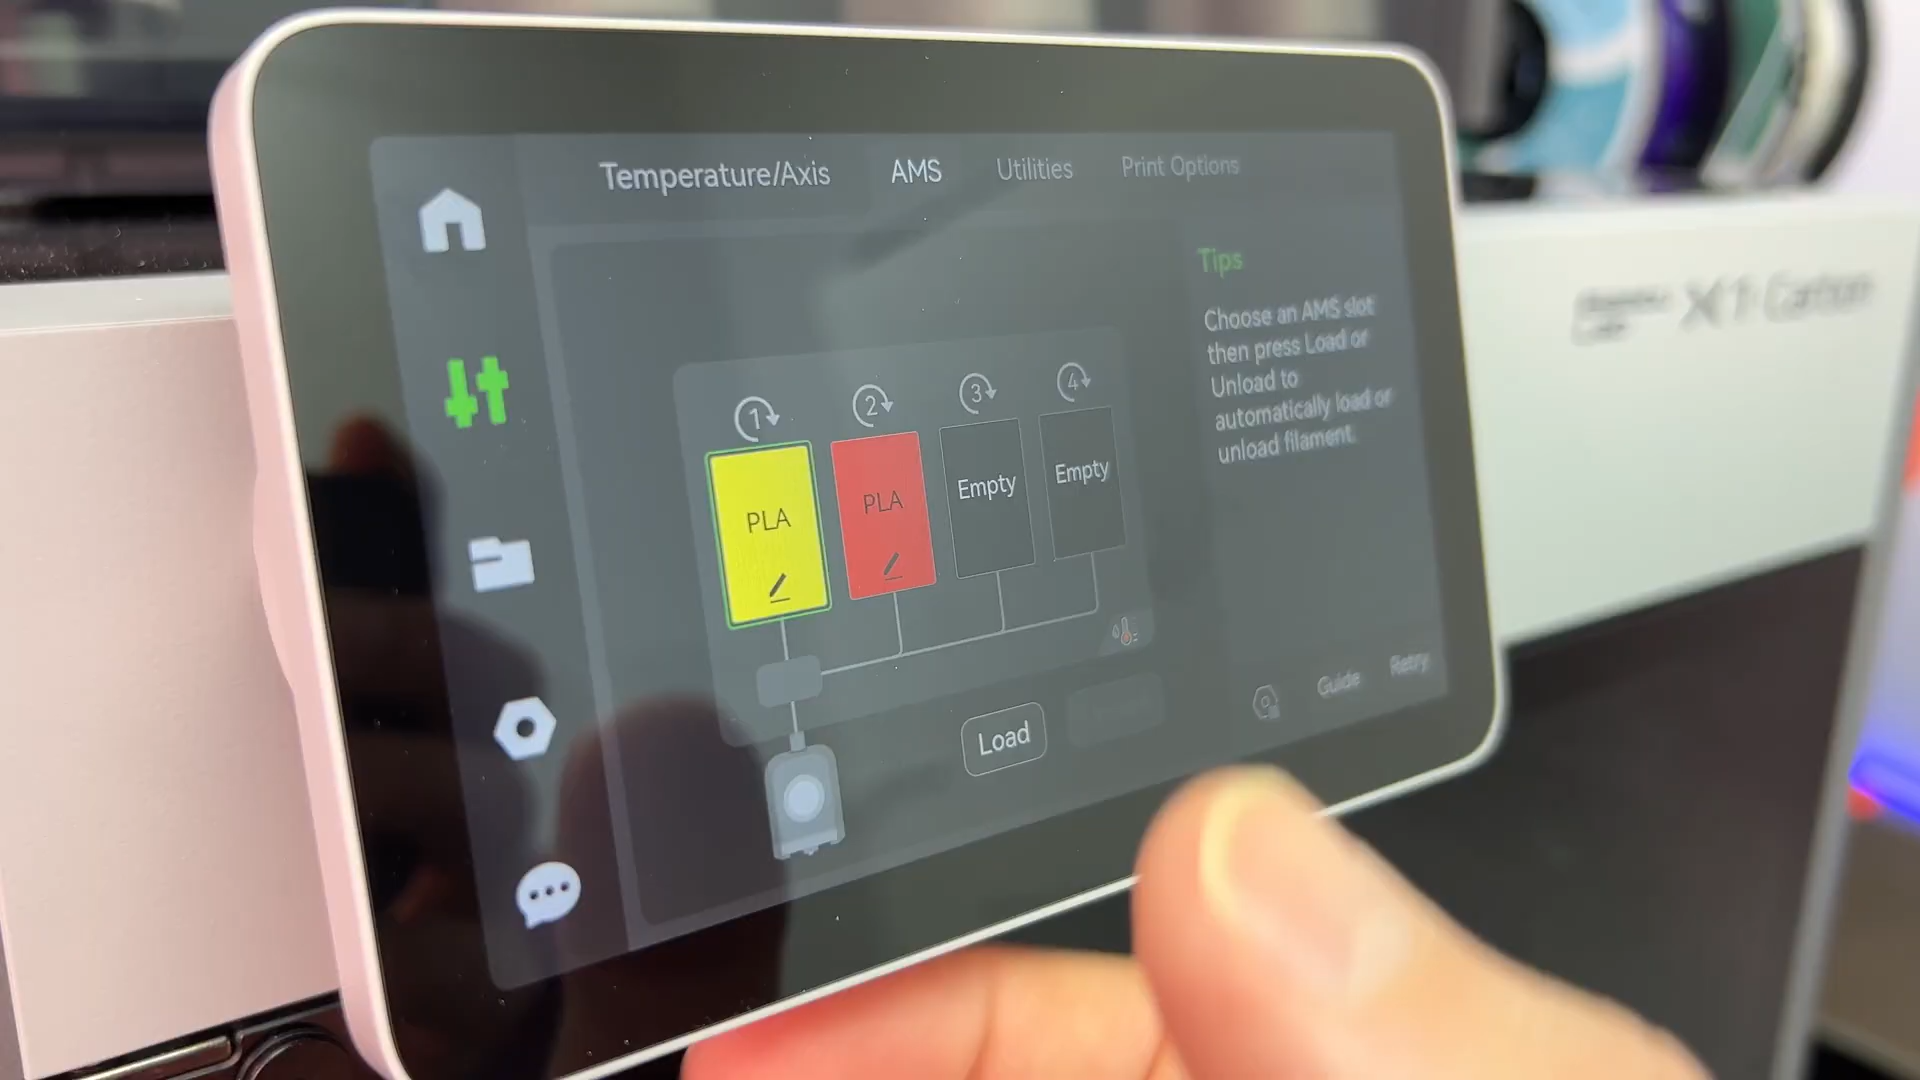 Temperature/Axis AMS Utilities Print Options
Tips
Choose an AMS slot
then press Load or
Unload to
automatically load or
unload filament.
1 2 3 4
PLA PLA Empty Empty
Load
Guide Retry
X1-Carbon